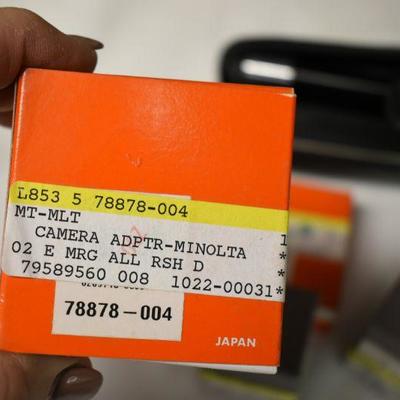 L853 5 78878-004
MT-MLT
CAMERA ADPTR-MINOLTA 1
02 E MRG ALL RSH D *
79589560 008 1022-00031*
78878-004
JAPAN